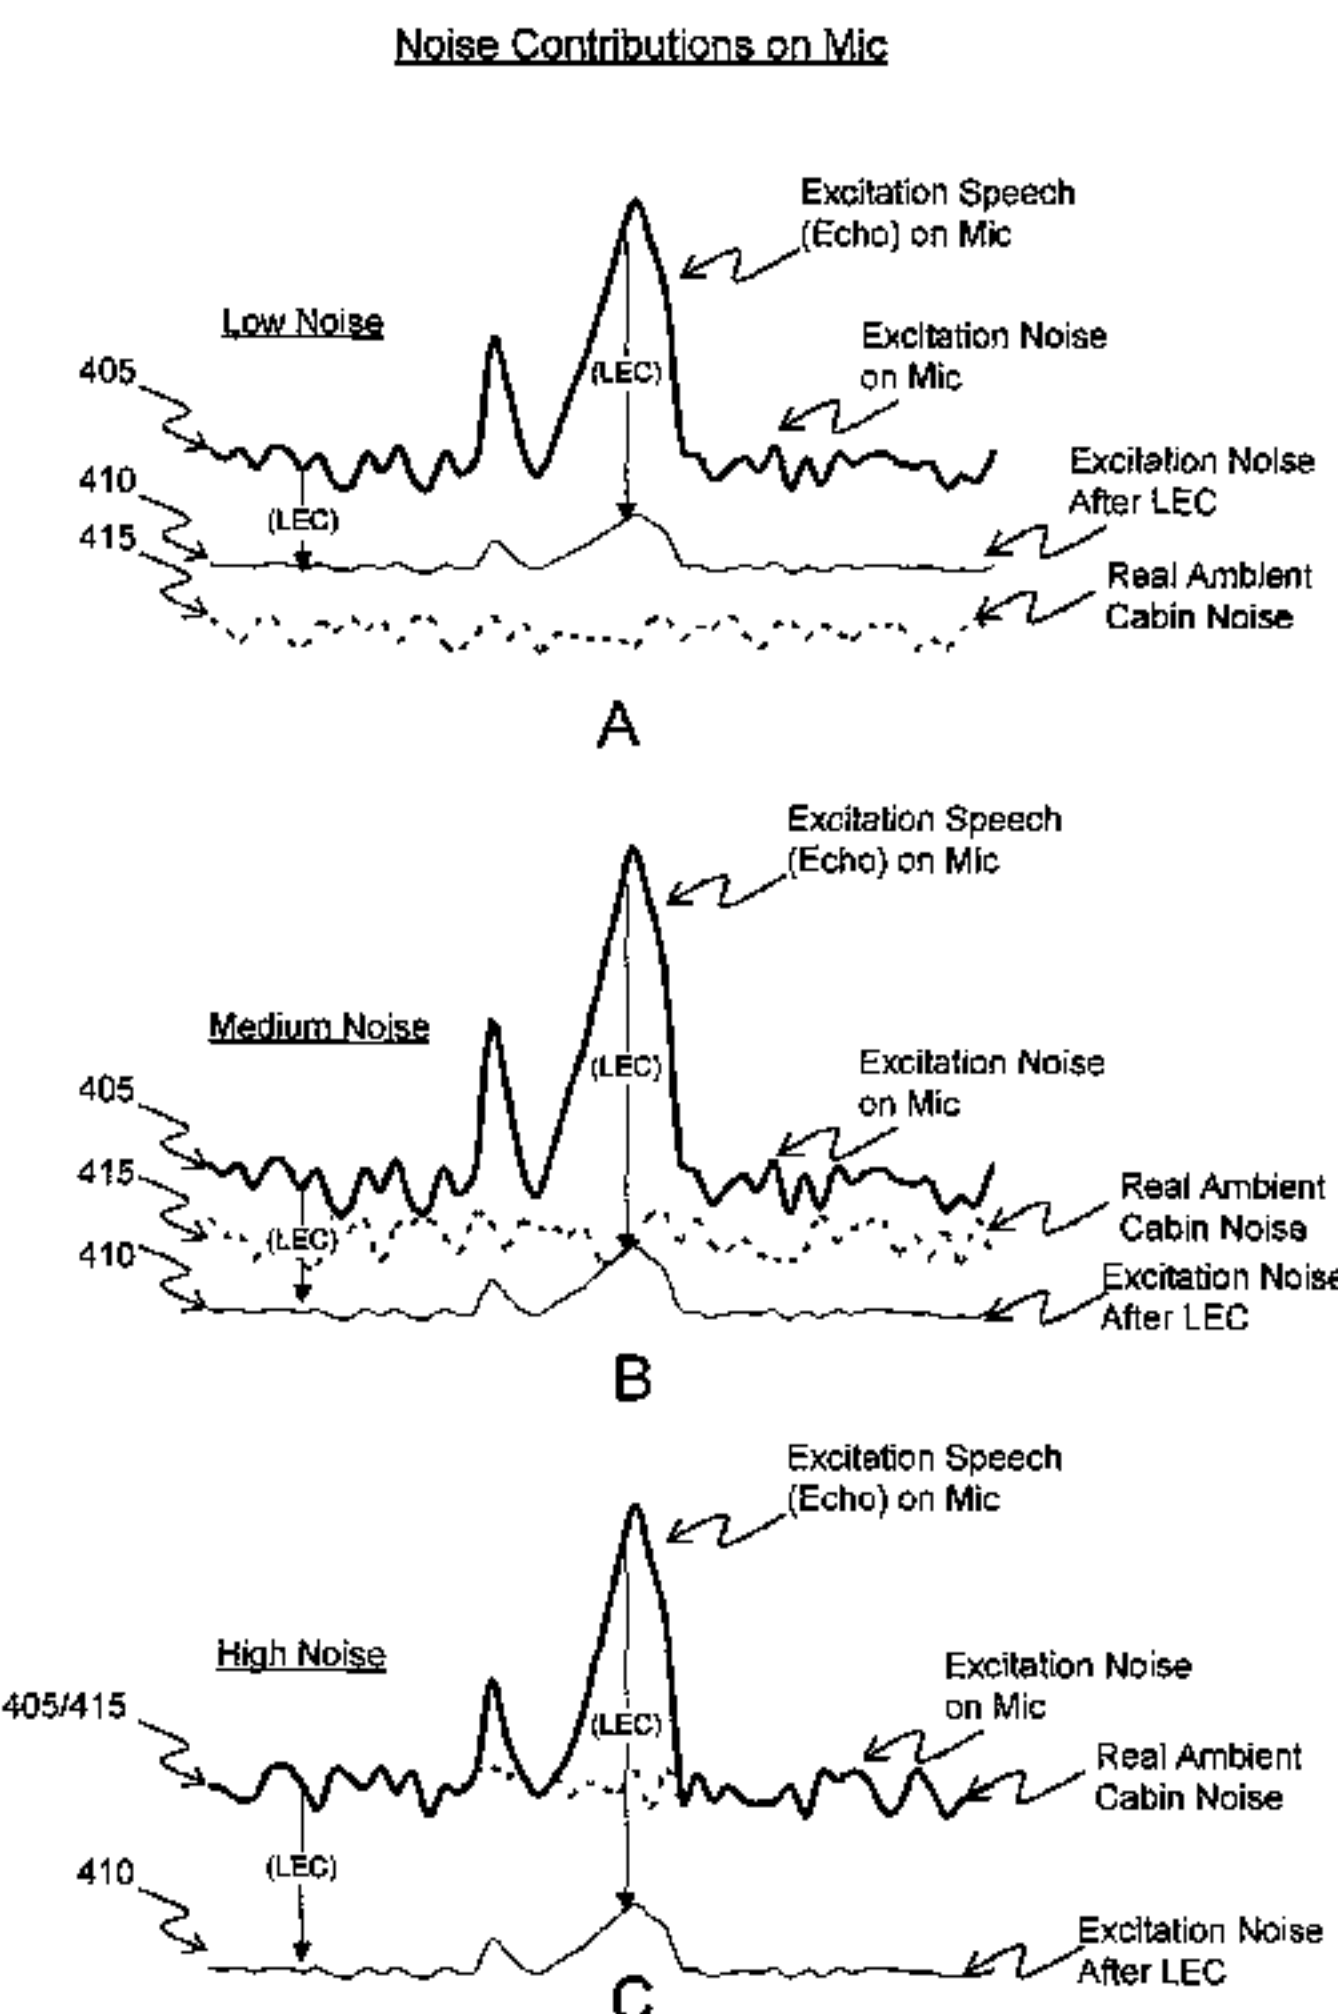 Noise Contributions on Mic
Excitation Speech
(Echo) on Mic
Low Noise
Excitation Noise
on Mic
405
(LEC)
410
Excitation Noise
After LEC
(LEC)
415
Real Ambient
Cabin Noise
A
Excitation Speech
(Echo) on Mic
Medium Noise
(LEC)
Excitation Noise
on Mic
405
415
Real Ambient
Cabin Noise
(LEC)
410
Excitation Noise
After LEC
B
Excitation Speech
(Echo) on Mic
High Noise
Excitation Noise
on Mic
405/415
(LEC)
Real Ambient
Cabin Noise
(LEC)
410
Excitation Noise
After LEC
C